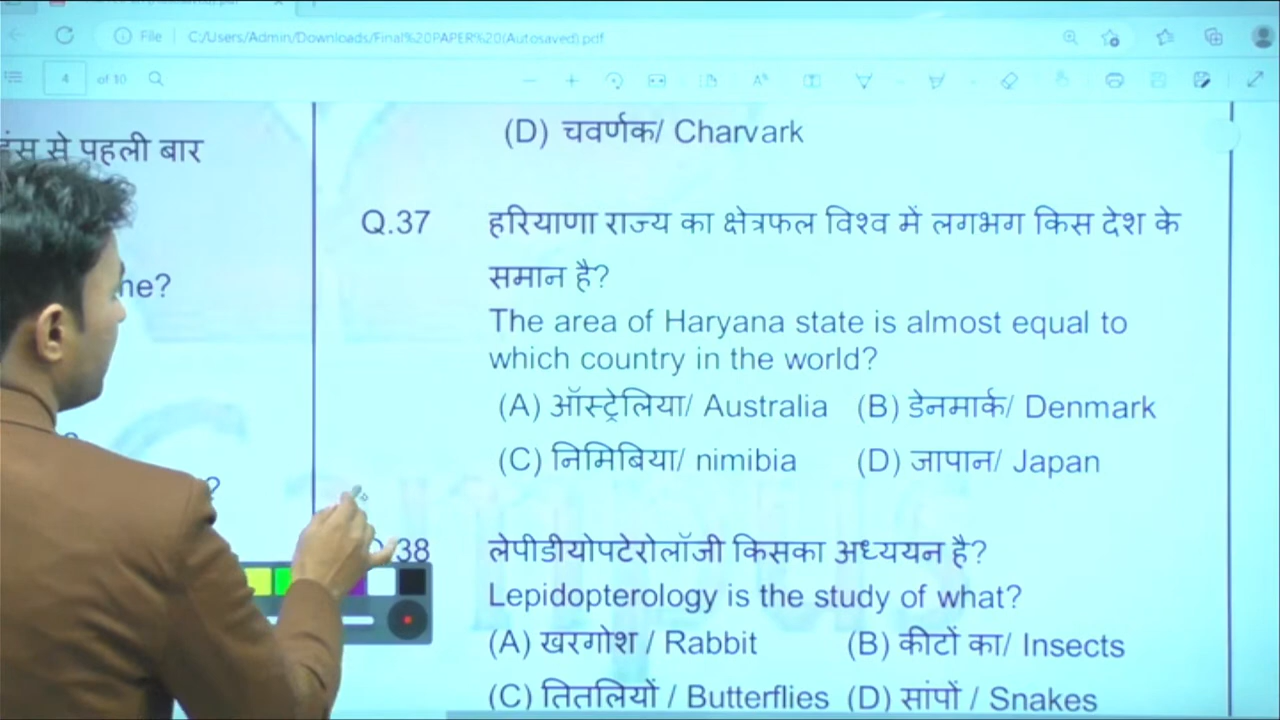 File
C:/Users/Admin/Downloads/Final%20PAPER%20(Autosaved).pdf
4 of 10
(D) चवर्णक/ Charvark
से पहली बार
Q.37 हरियाणा राज्य का क्षेत्रफल विश्व में लगभग किस देश के
समान है?
The area of Haryana state is almost equal to
which country in the world?
(A) ऑस्ट्रेलिया/ Australia (B) डेनमार्क/ Denmark
(C) निमिबिया/ nimibia (D) जापान/ Japan
38 लेपीडीयोपटेरोलॉजी किसका अध्ययन है?
Lepidopterology is the study of what?
(A) खरगोश / Rabbit (B) कीटों का/ Insects
(C) तितलियों / Butterflies (D) सांपों / Snakes